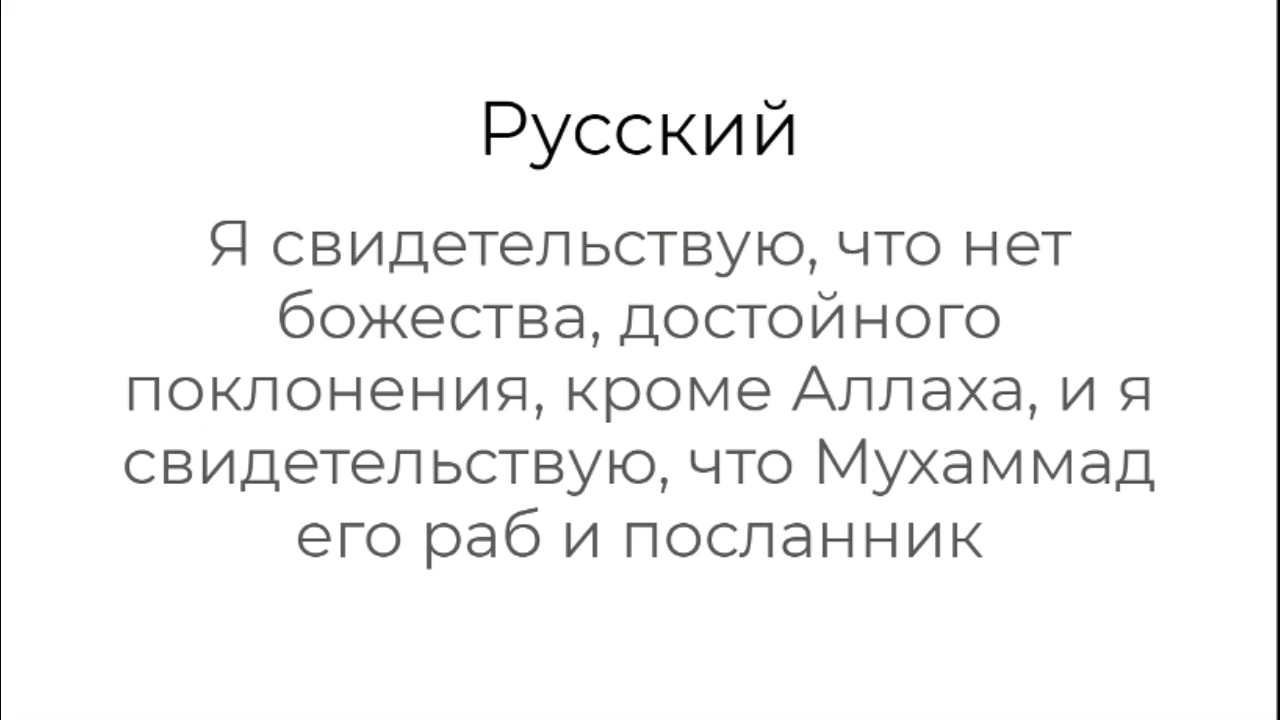 Русский
Я свидетельствую, что нет
божества, достойного
поклонения, кроме Аллаха, и я
свидетельствую, что Мухаммад
его раб и посланник